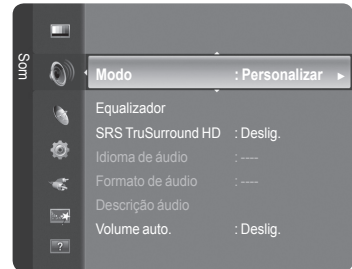 Som
Modo : Personalizar ►
Equalizador
SRS TruSurround HD : Deslig.
Idioma de áudio : ----
Formato de áudio : ----
Descrição áudio
Volume auto. : Deslig.
?